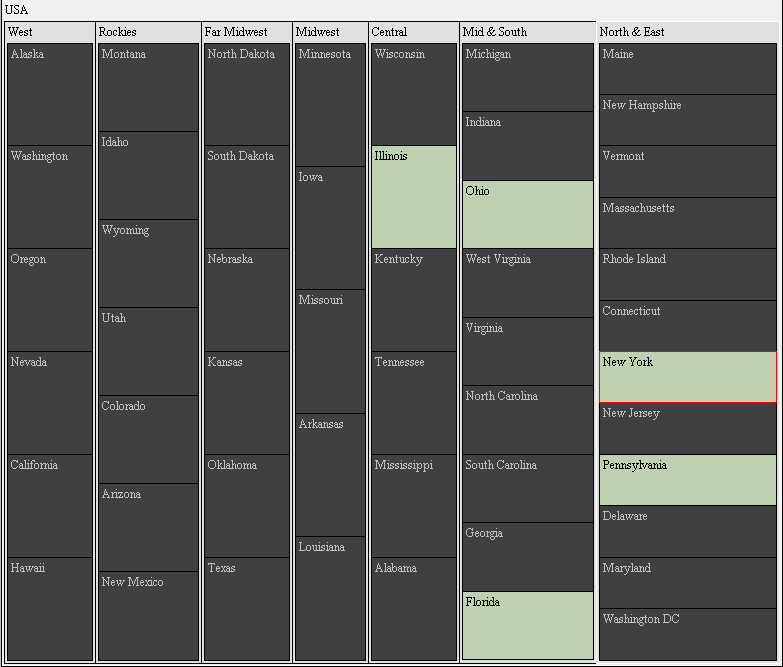 USA
West
Alaska
Washington
Oregon
Nevada
California
Hawaii
Rockies
Montana
Idaho
Wyoming
Utah
Colorado
Arizona
New Mexico
Far Midwest
North Dakota
South Dakota
Nebraska
Kansas
Oklahoma
Texas
Midwest
Minnesota
Iowa
Missouri
Arkansas
Louisiana
Central
Wisconsin
Illinois
Kentucky
Tennessee
Mississippi
Alabama
Mid & South
Michigan
Indiana
Ohio
West Virginia
Virginia
North Carolina
South Carolina
Georgia
Florida
North & East
Maine
New Hampshire
Vermont
Massachusetts
Rhode Island
Connecticut
New York
New Jersey
Pennsylvania
Delaware
Maryland
Washington DC